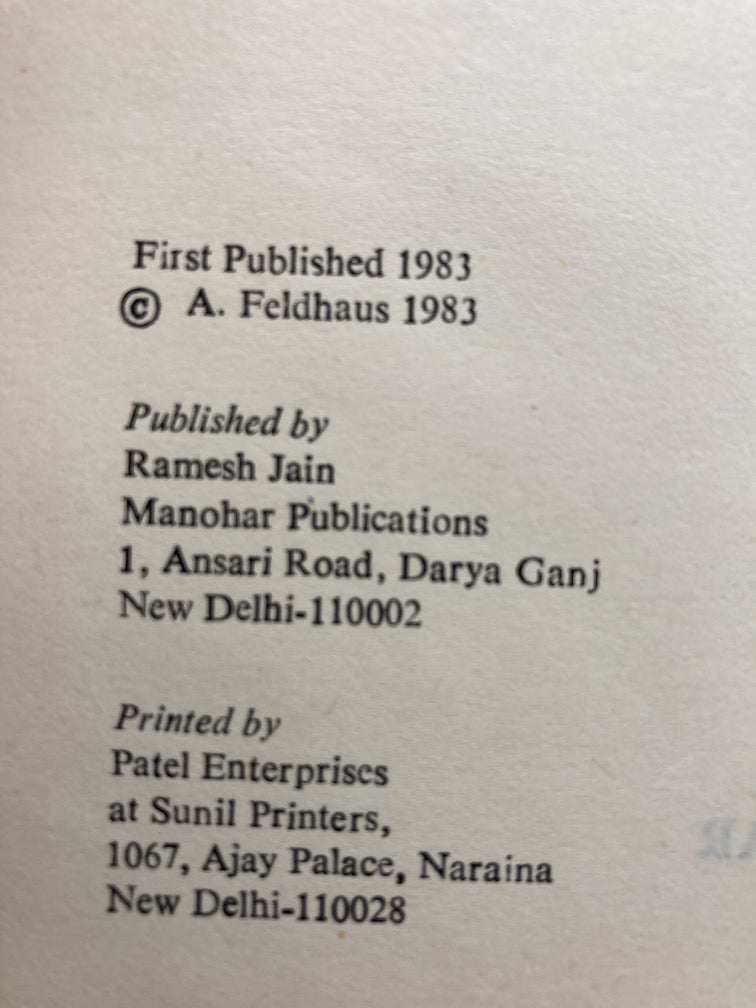 First Published 1983
© A. Feldhaus 1983
Published by
Ramesh Jain
Manohar Publications
1, Ansari Road, Darya Ganj
New Delhi-110002
Printed by
Patel Enterprises
at Sunil Printers,
1067, Ajay Palace, Naraina
New Delhi-110028